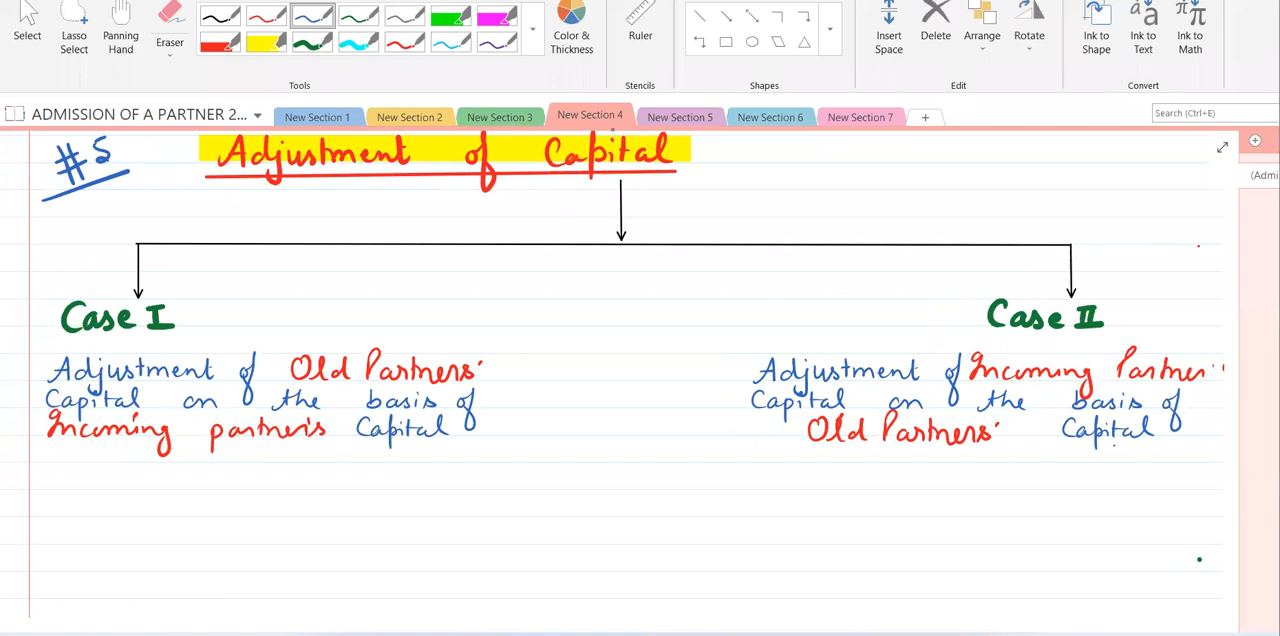 Select
Lasso Select
Panning Hand
Eraser
Color & Thickness
Ruler
Insert Space
Delete
Arrange
Rotate
Ink to Shape
Ink to Text
Ink to Math
Tools
Stencils
Shapes
Edit
Convert
ADMISSION OF A PARTNER 2...
New Section 1
New Section 2
New Section 3
New Section 4
New Section 5
New Section 6
New Section 7
+
Search (Ctrl+E)
(Admi
#5
Adjustment of Capital
Case I
Adjustment of Old Partners'
Capital on the basis of
Incoming partner's Capital
Case II
Adjustment of Incoming Partner'
Capital on the basis of
Old Partners' Capital